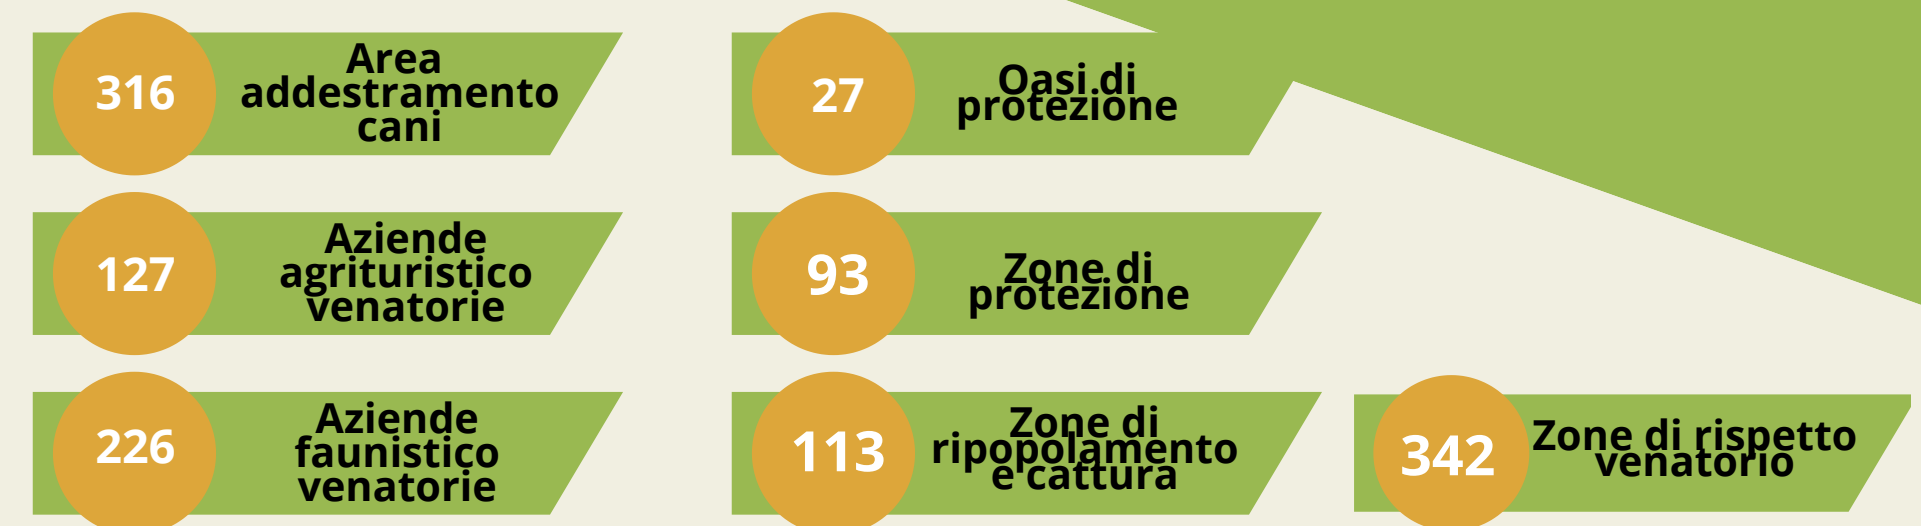 316
Area
addestramento
cani
27
Oasi di
protezione
127
Aziende
agrituristico
venatorie
93
Zone di
protezione
226
Aziende
faunistico
venatorie
113
Zone di
ripopolamento
e cattura
342
Zone di rispetto
venatorio